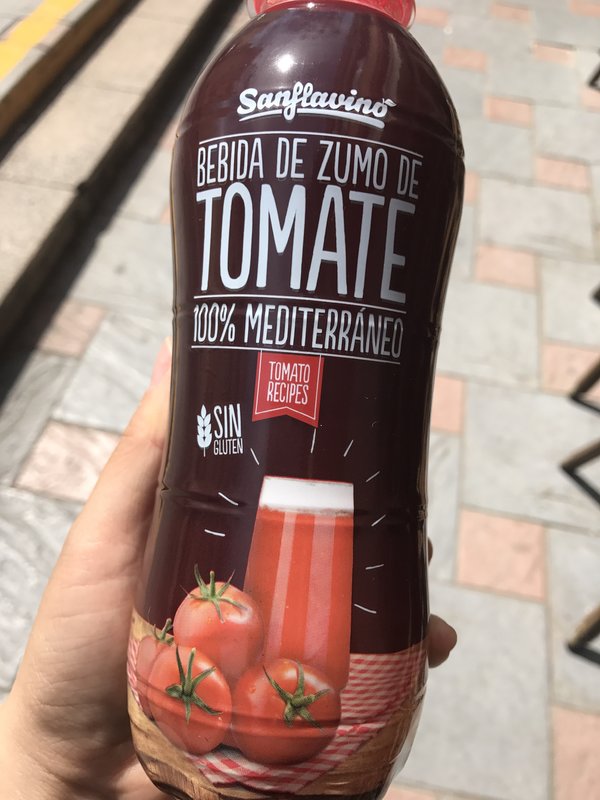 Sanflavino
BEBIDA DE ZUMO DE
TOMATE
100% MEDITERRÁNEO
TOMATO
RECIPES
SIN
GLUTEN